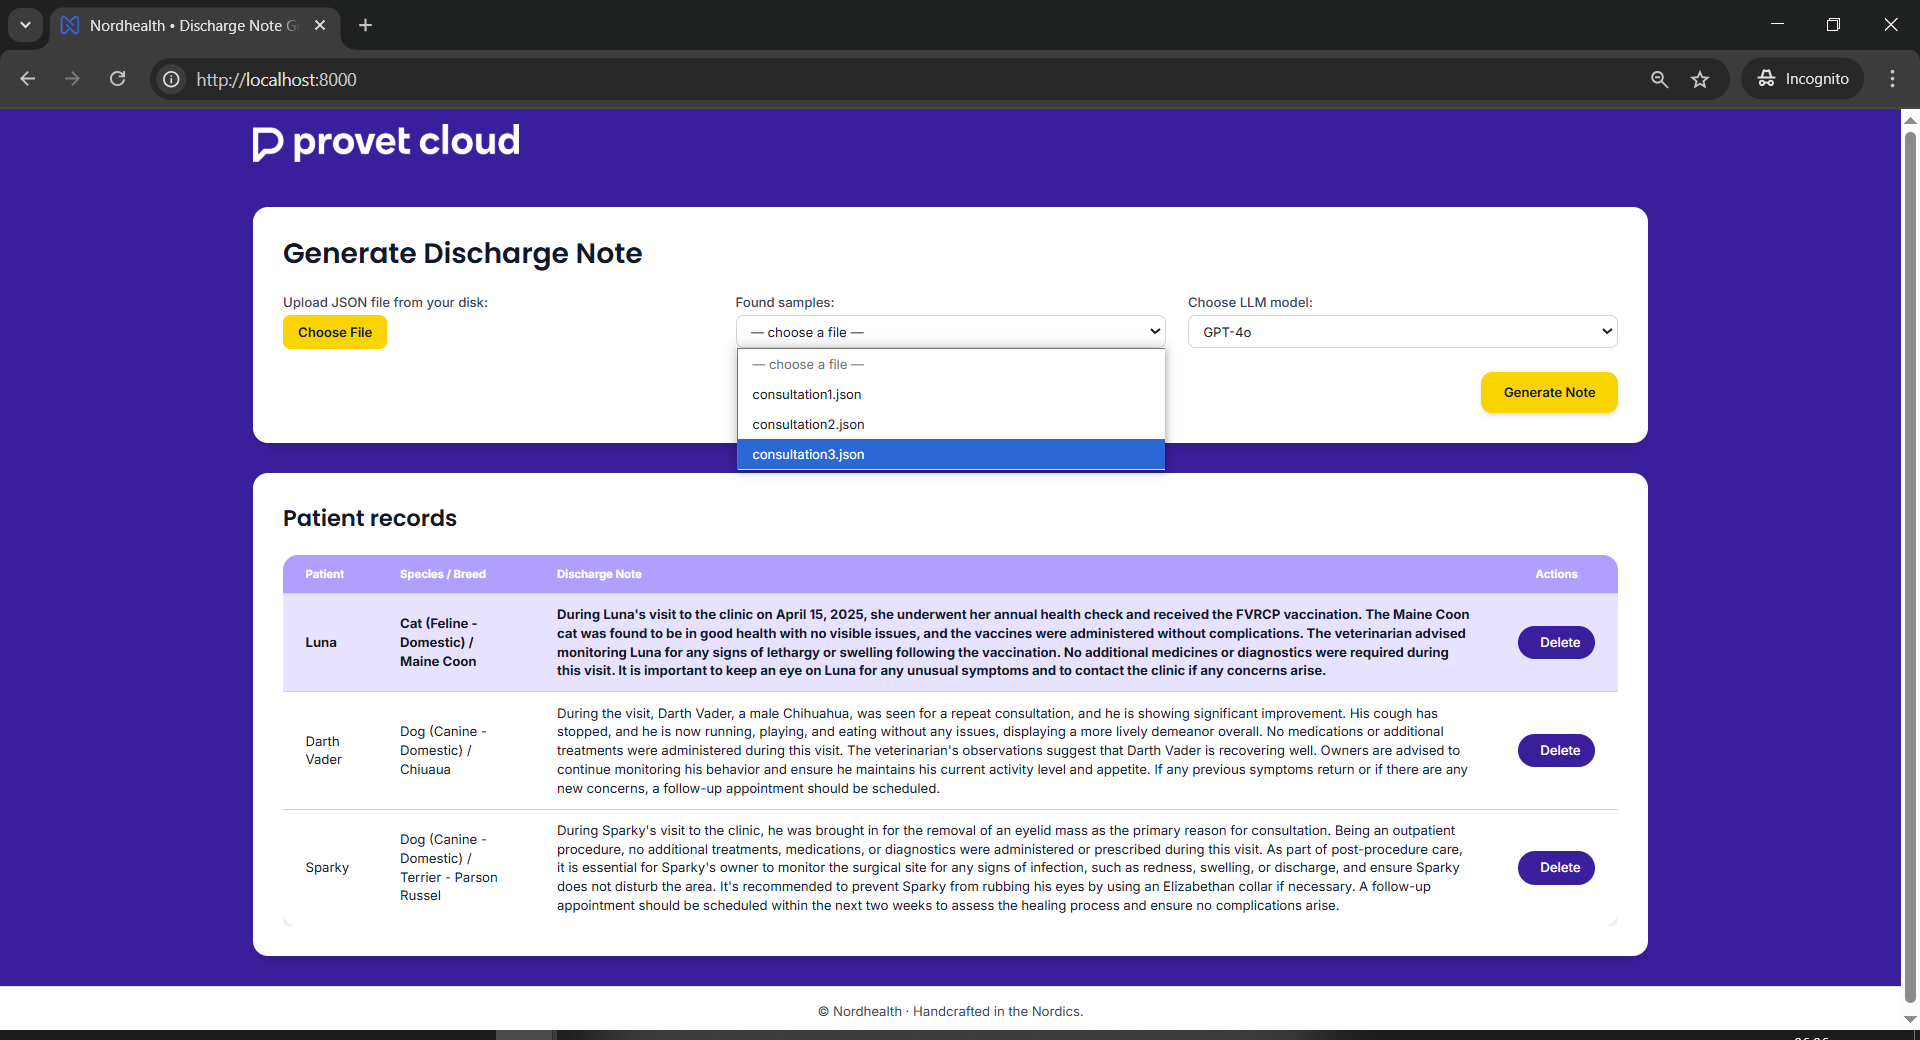 Nordhealth • Discharge Note G
http://localhost:8000
Incognito
provet cloud
Generate Discharge Note
Upload JSON file from your disk:
Choose File
Found samples:
— choose a file —
— choose a file —
consultation1.json
consultation2.json
consultation3.json
Choose LLM model:
GPT-4o
Generate Note
Patient records
Patient Species / Breed Discharge Note Actions
Luna
Cat (Feline -
Domestic) /
Maine Coon
During Luna's visit to the clinic on April 15, 2025, she underwent her annual health check and received the FVRCP vaccination. The Maine Coon
cat was found to be in good health with no visible issues, and the vaccines were administered without complications. The veterinarian advised
monitoring Luna for any signs of lethargy or swelling following the vaccination. No additional medicines or diagnostics were required during
this visit. It is important to keep an eye on Luna for any unusual symptoms and to contact the clinic if any concerns arise.
Delete
Darth
Vader
Dog (Canine -
Domestic) /
Chiuaua
During the visit, Darth Vader, a male Chihuahua, was seen for a repeat consultation, and he is showing significant improvement. His cough has
stopped, and he is now running, playing, and eating without any issues, displaying a more lively demeanor overall. No medications or additional
treatments were administered during this visit. The veterinarian's observations suggest that Darth Vader is recovering well. Owners are advised to
continue monitoring his behavior and ensure he maintains his current activity level and appetite. If any previous symptoms return or if there are any
new concerns, a follow-up appointment should be scheduled.
Delete
Sparky
Dog (Canine -
Domestic) /
Terrier - Parson
Russel
During Sparky's visit to the clinic, he was brought in for the removal of an eyelid mass as the primary reason for consultation. Being an outpatient
procedure, no additional treatments, medications, or diagnostics were administered or prescribed during this visit. As part of post-procedure care,
it is essential for Sparky's owner to monitor the surgical site for any signs of infection, such as redness, swelling, or discharge, and ensure Sparky
does not disturb the area. It's recommended to prevent Sparky from rubbing his eyes by using an Elizabethan collar if necessary. A follow-up
appointment should be scheduled within the next two weeks to assess the healing process and ensure no complications arise.
Delete
© Nordhealth · Handcrafted in the Nordics.